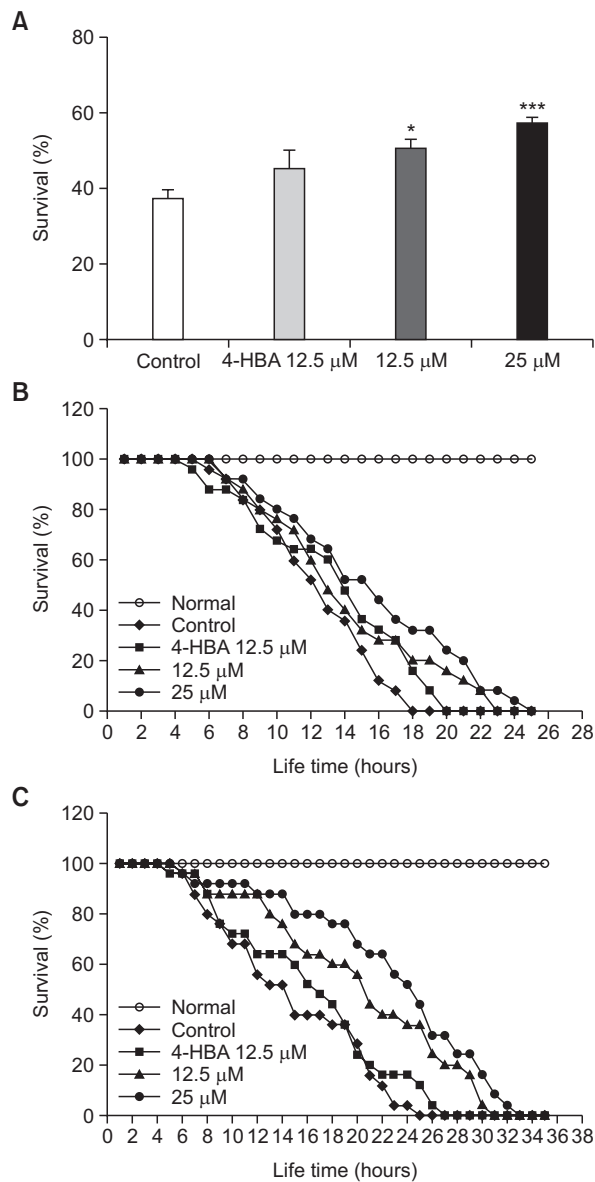 A
80
60
40
20
0
Survival (%)
*
***
Control 4-HBA 12.5 μM 12.5 μM 25 μM
B
120
100
80
60
40
20
0
Survival (%)
Normal
Control
4-HBA 12.5 μM
12.5 μM
25 μM
0 2 4 6 8 10 12 14 16 18 20 22 24 26 28
Life time (hours)
C
120
100
80
60
40
20
0
Survival (%)
Normal
Control
4-HBA 12.5 μM
12.5 μM
25 μM
0 2 4 6 8 10 12 14 16 18 20 22 24 26 28 30 32 34 36 38
Life time (hours)